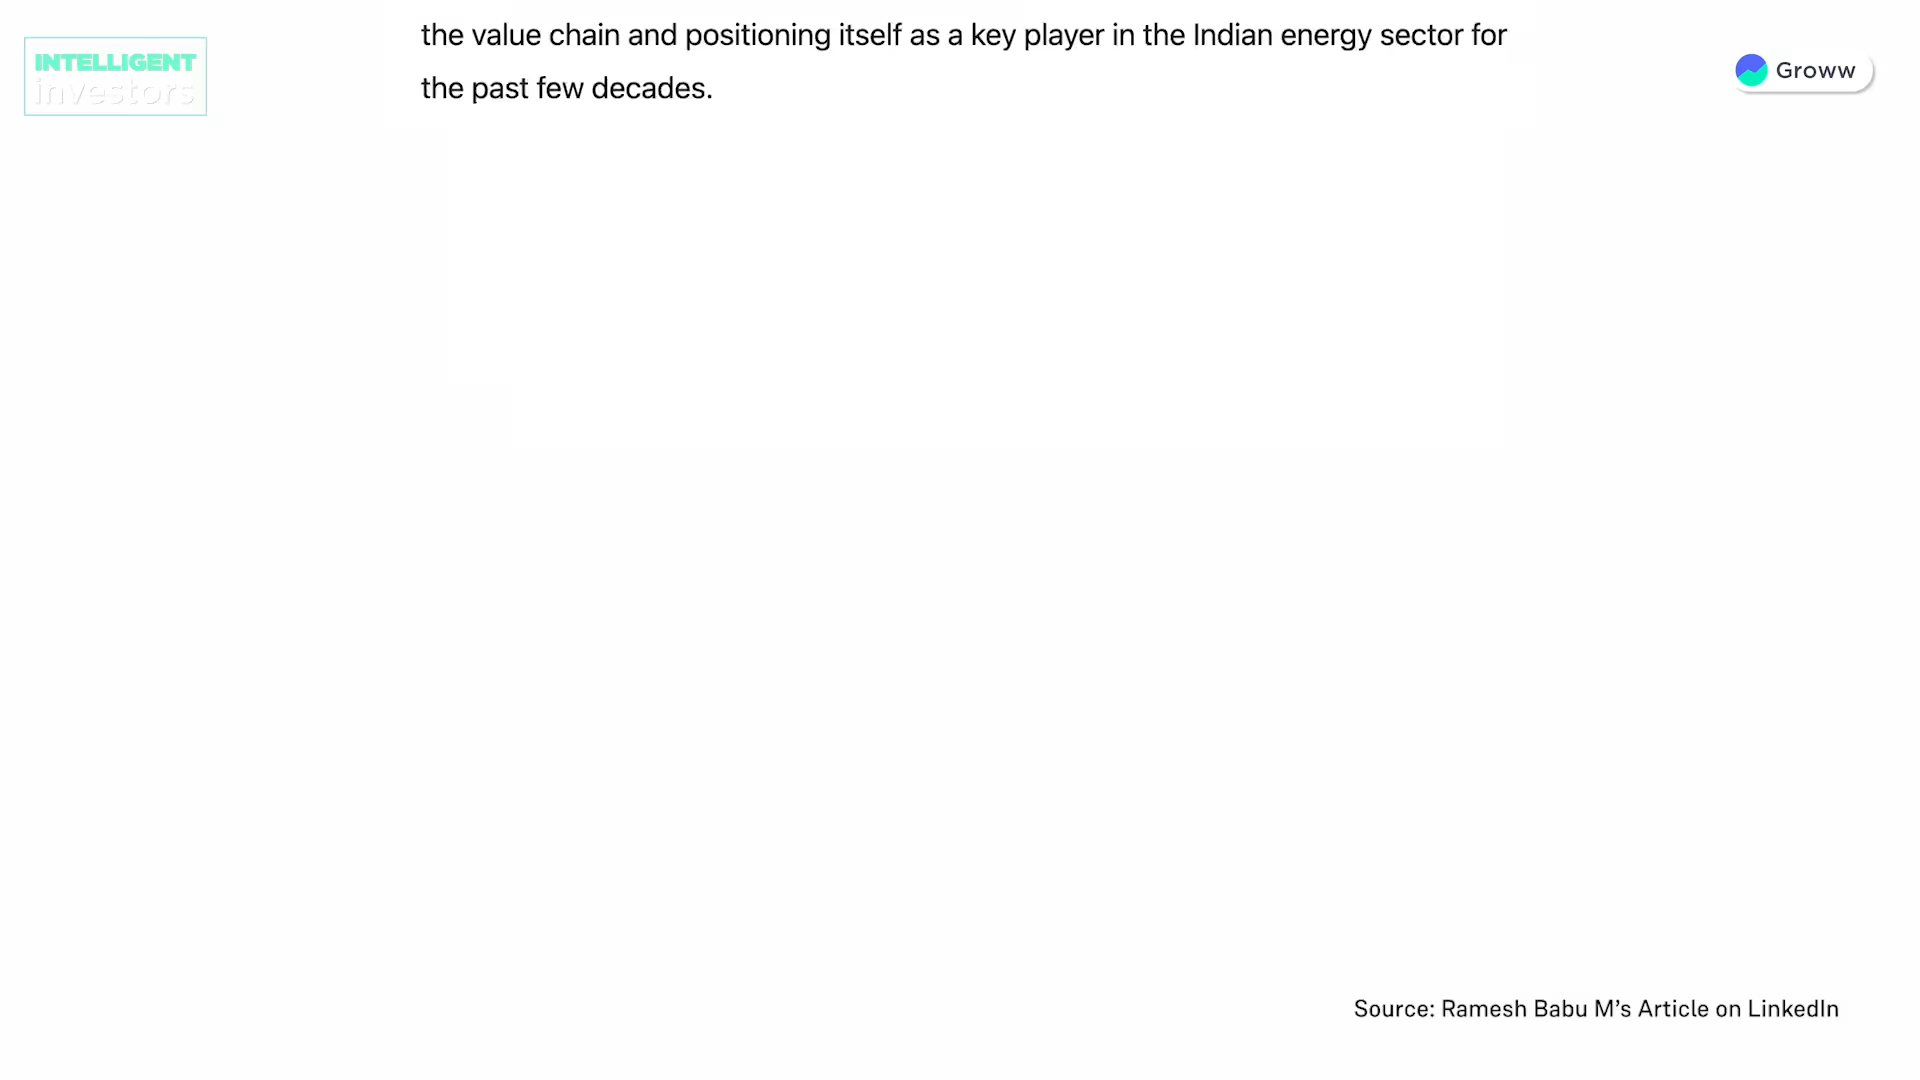 the value chain and positioning itself as a key player in the Indian energy sector for
the past few decades.
INTELLIGENT
investors
Groww
Source: Ramesh Babu M’s Article on LinkedIn